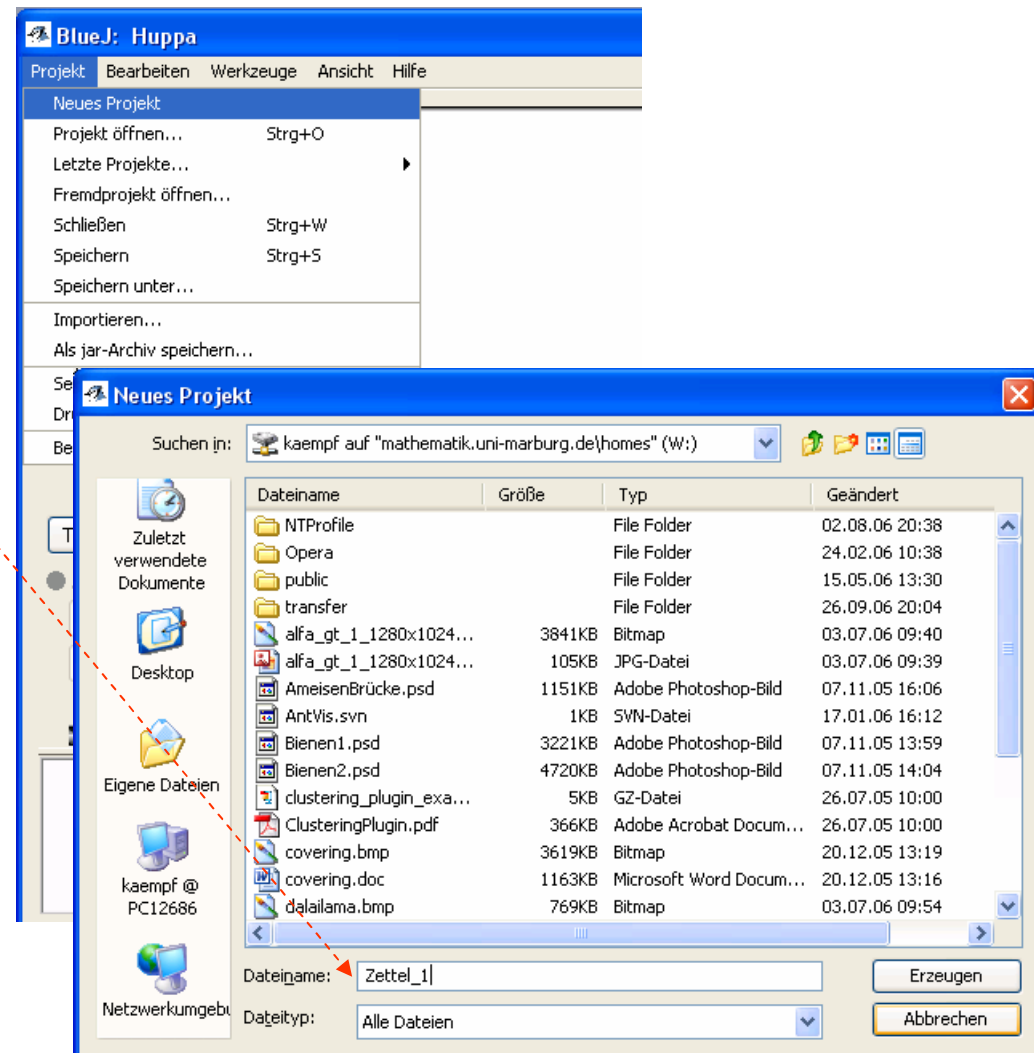 BlueJ: Huppa
Projekt Bearbeiten Werkzeuge Ansicht Hilfe
Neues Projekt
Projekt öffnen... Strg+O
Letzte Projekte...
Fremdprojekt öffnen...
Schließen Strg+W
Speichern Strg+S
Speichern unter...
Importieren...
Als jar-Archiv speichern...
Se
Dr
Be
T
Neues Projekt
Suchen in: kaempf auf "mathematik.uni-marburg.de\homes" (W:)
Zuletzt
verwendete
Dokumente
Desktop
Eigene Dateien
kaempf @
PC12686
Netzwerkumgebu
Dateiname Größe Typ Geändert
NTProfile File Folder 02.08.06 20:38
Opera File Folder 24.02.06 10:38
public File Folder 15.05.06 13:30
transfer File Folder 26.09.06 20:04
alfa_gt_1_1280x1024... 3841KB Bitmap 03.07.06 09:40
alfa_gt_1_1280x1024... 105KB JPG-Datei 03.07.06 09:39
AmeisenBrücke.psd 1151KB Adobe Photoshop-Bild 07.11.05 16:06
AntVis.svn 1KB SVN-Datei 17.01.06 16:12
Bienen1.psd 3221KB Adobe Photoshop-Bild 07.11.05 13:59
Bienen2.psd 4720KB Adobe Photoshop-Bild 07.11.05 14:04
clustering_plugin_exa... 5KB GZ-Datei 26.07.05 10:00
ClusteringPlugin.pdf 366KB Adobe Acrobat Docum... 26.07.05 10:00
covering.bmp 3619KB Bitmap 20.12.05 13:19
covering.doc 1163KB Microsoft Word Docum... 20.12.05 13:16
dalailama.bmp 769KB Bitmap 03.07.06 09:54
Dateiname: Zettel_1 Erzeugen
Dateityp: Alle Dateien Abbrechen